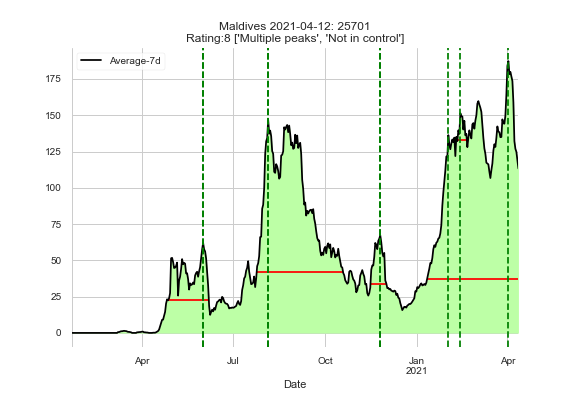 Maldives 2021-04-12: 25701
Rating:8 ['Multiple peaks', 'Not in control']
Average-7d
175
150
125
100
75
50
25
0
Apr
Jul
Oct
Jan
2021
Apr
Date